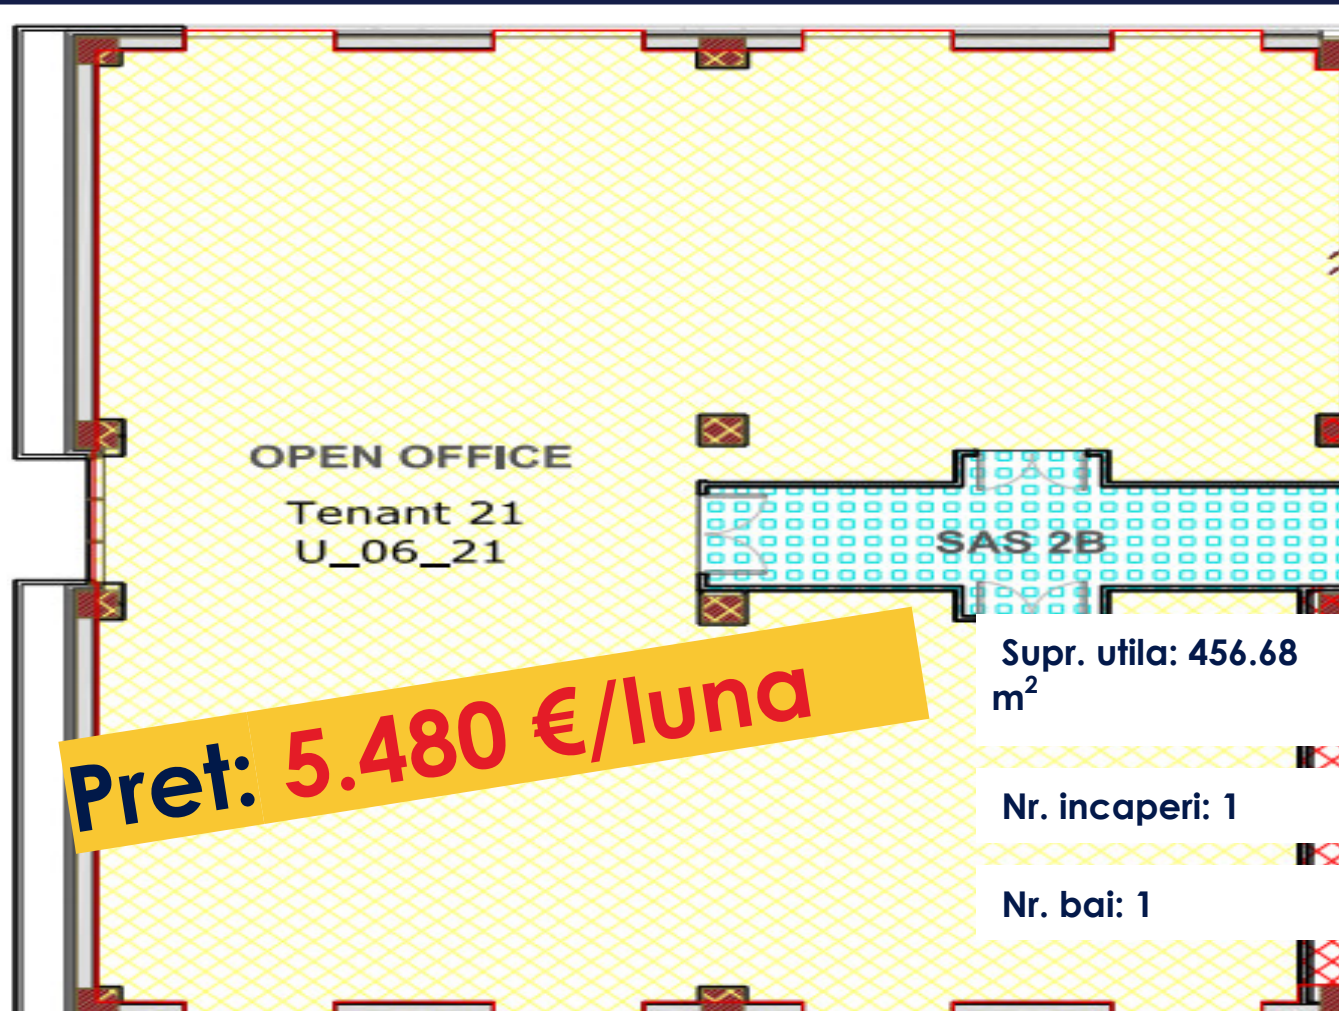 OPEN OFFICE
Tenant 21
U_06_21
SAS 2B
Supr. utila: 456.68
m²
Pret: 5.480 €/luna
Nr. incaperi: 1
Nr. bai: 1